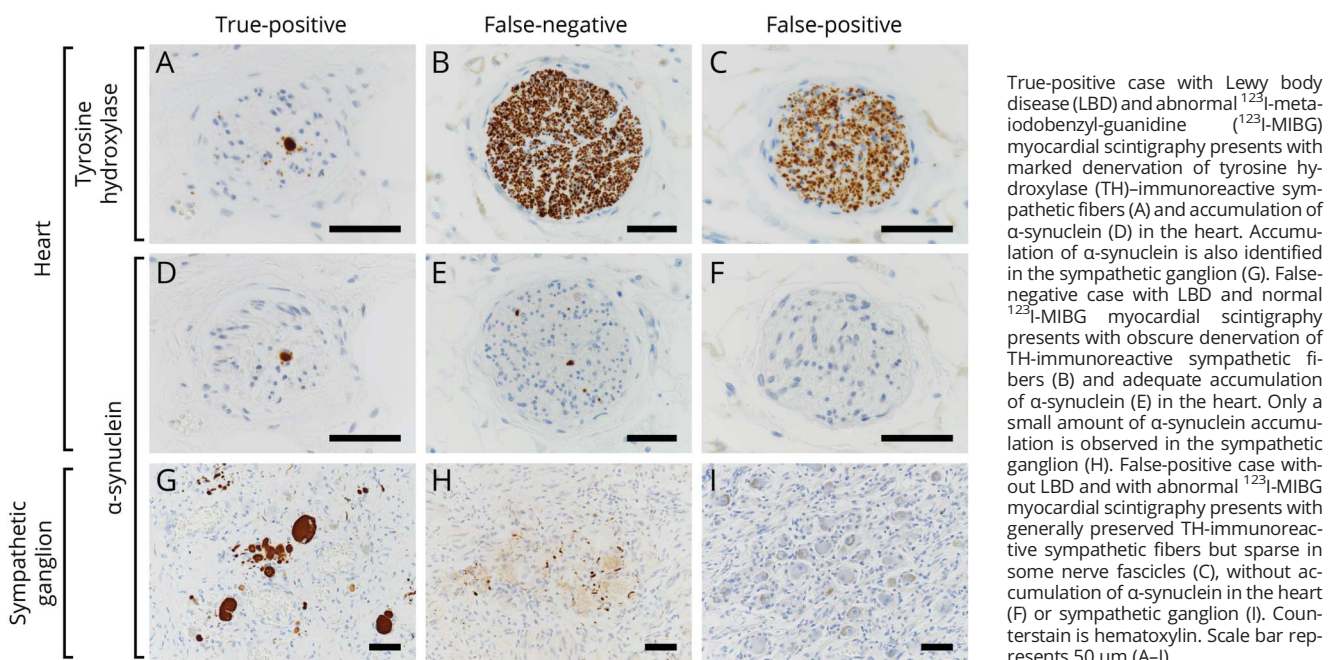 True-positive
False-negative
False-positive
Heart
Tyrosine
hydroxylase
A
B
C
α-synuclein
D
E
F
Sympathetic
ganglion
G
H
I
True-positive case with Lewy body
disease (LBD) and abnormal ¹²³I-meta-
iodobenzyl-guanidine (¹²³I-MIBG)
myocardial scintigraphy presents with
marked denervation of tyrosine hy-
droxylase (TH)–immunoreactive sym-
pathetic fibers (A) and accumulation of
α-synuclein (D) in the heart. Accumu-
lation of α-synuclein is also identified
in the sympathetic ganglion (G). False-
negative case with LBD and normal
¹²³I-MIBG myocardial scintigraphy
presents with obscure denervation of
TH-immunoreactive sympathetic fi-
bers (B) and adequate accumulation
of α-synuclein (E) in the heart. Only a
small amount of α-synuclein accumu-
lation is observed in the sympathetic
ganglion (H). False-positive case with-
out LBD and with abnormal ¹²³I-MIBG
myocardial scintigraphy presents with
generally preserved TH-immunoreac-
tive sympathetic fibers but sparse in
some nerve fascicles (C), without ac-
cumulation of α-synuclein in the heart
(F) or sympathetic ganglion (I). Coun-
terstain is hematoxylin. Scale bar rep-
resents 50 μm (A–I).